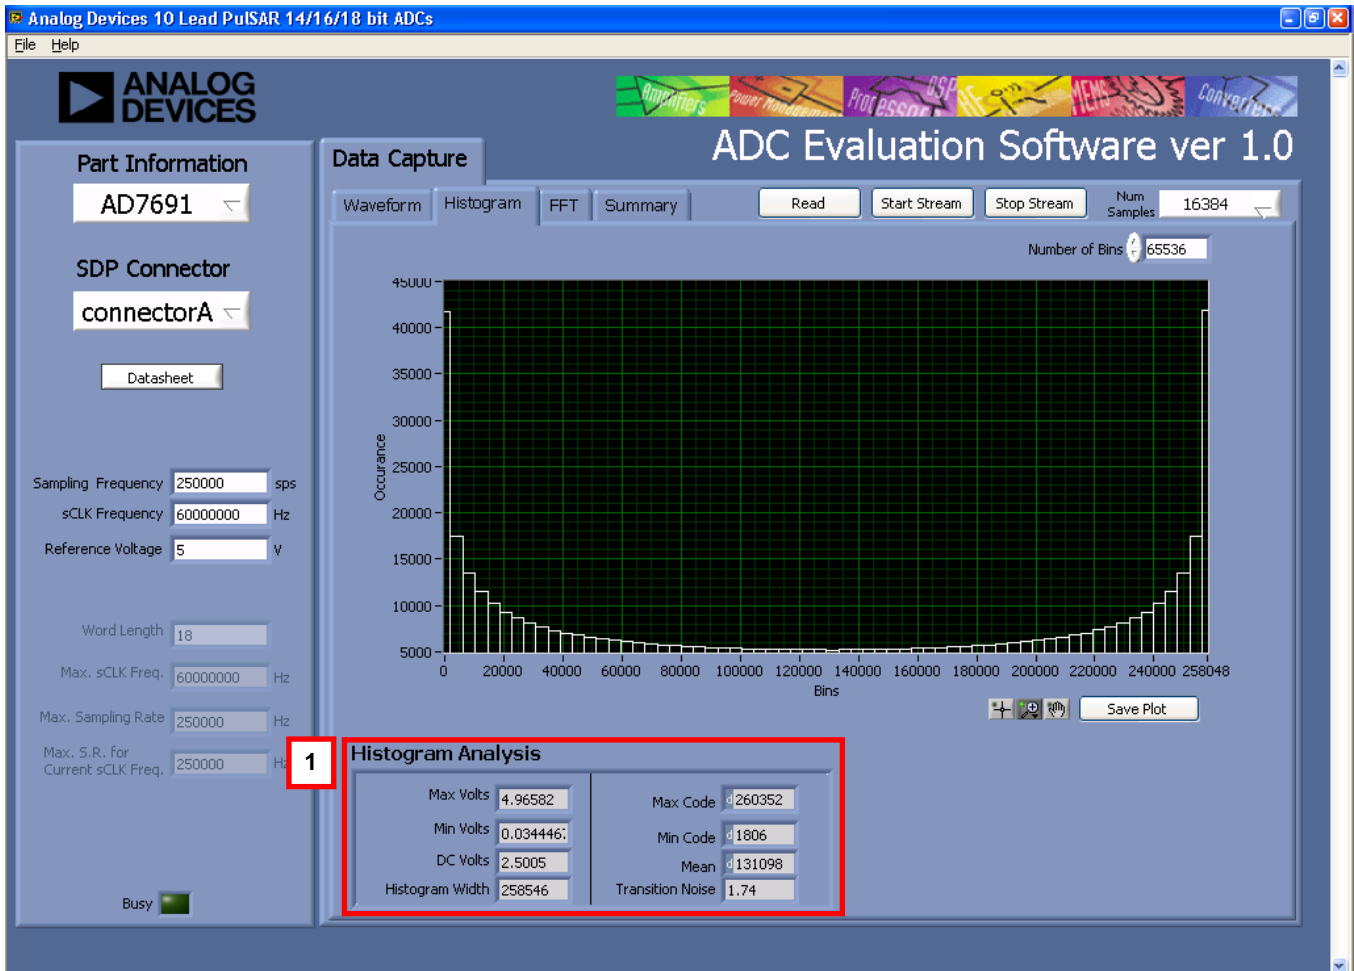 Analog Devices 10 Lead PulSAR 14/16/18 bit ADCs
File Help
ANALOG
DEVICES
Amplifiers Power Management Processors DSP RF MEMS Converters
ADC Evaluation Software ver 1.0
Part Information
AD7691
SDP Connector
connectorA
Datasheet
Sampling Frequency 250000 sps
sCLK Frequency 60000000 Hz
Reference Voltage 5 V
Word Length 18
Max. sCLK Freq. 60000000 Hz
Max. Sampling Rate 250000 Hz
Max. S.R. for
Current sCLK Freq. 250000
Busy
Data Capture
Waveform Histogram FFT Summary
Read Start Stream Stop Stream
Num
Samples 16384
Number of Bins 65536
45000
40000
35000
30000
25000
20000
15000
10000
5000
Occurance
0 20000 40000 60000 80000 100000 120000 140000 160000 180000 200000 220000 240000 258048
Bins
Save Plot
1
Histogram Analysis
Max Volts 4.96582
Min Volts 0.034446
DC Volts 2.5005
Histogram Width 258546
Max Code d 260352
Min Code d 1806
Mean d 131098
Transition Noise 1.74